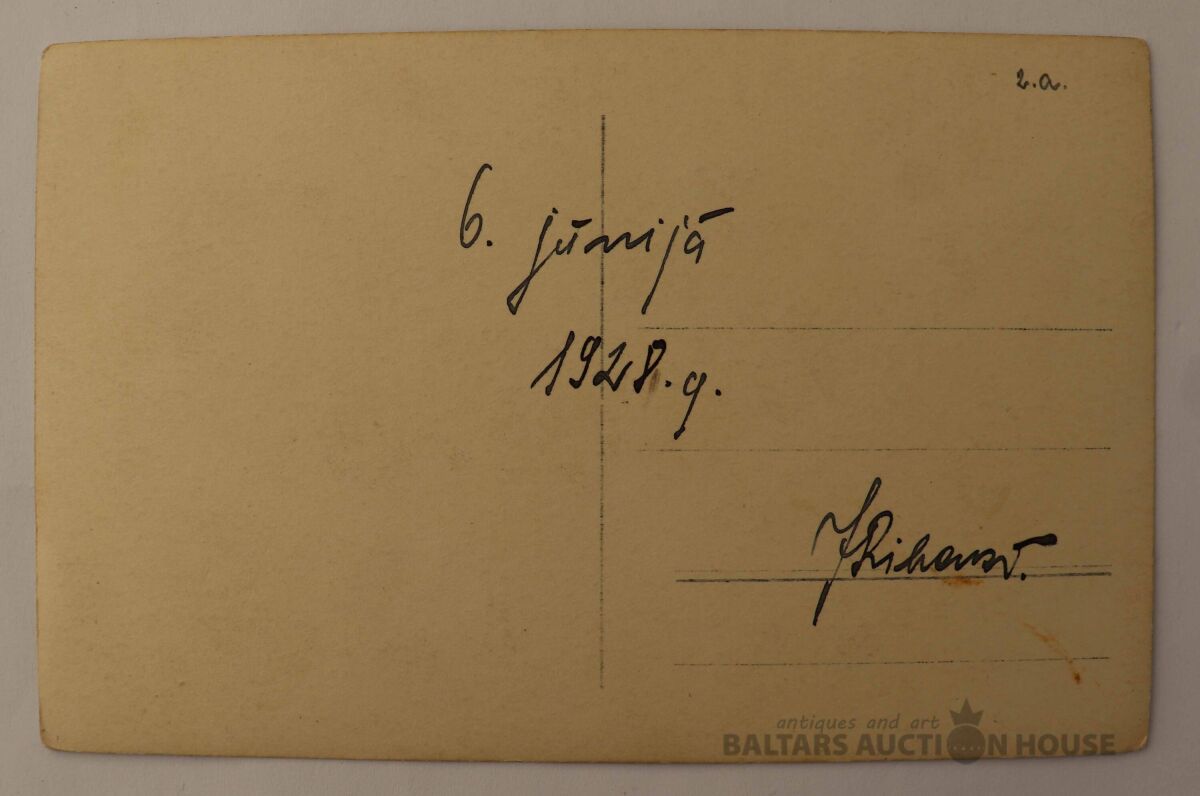 2.a.
6. jūnijā
1928. g.
antiques and art
BALTARS AUCTION HOUSE